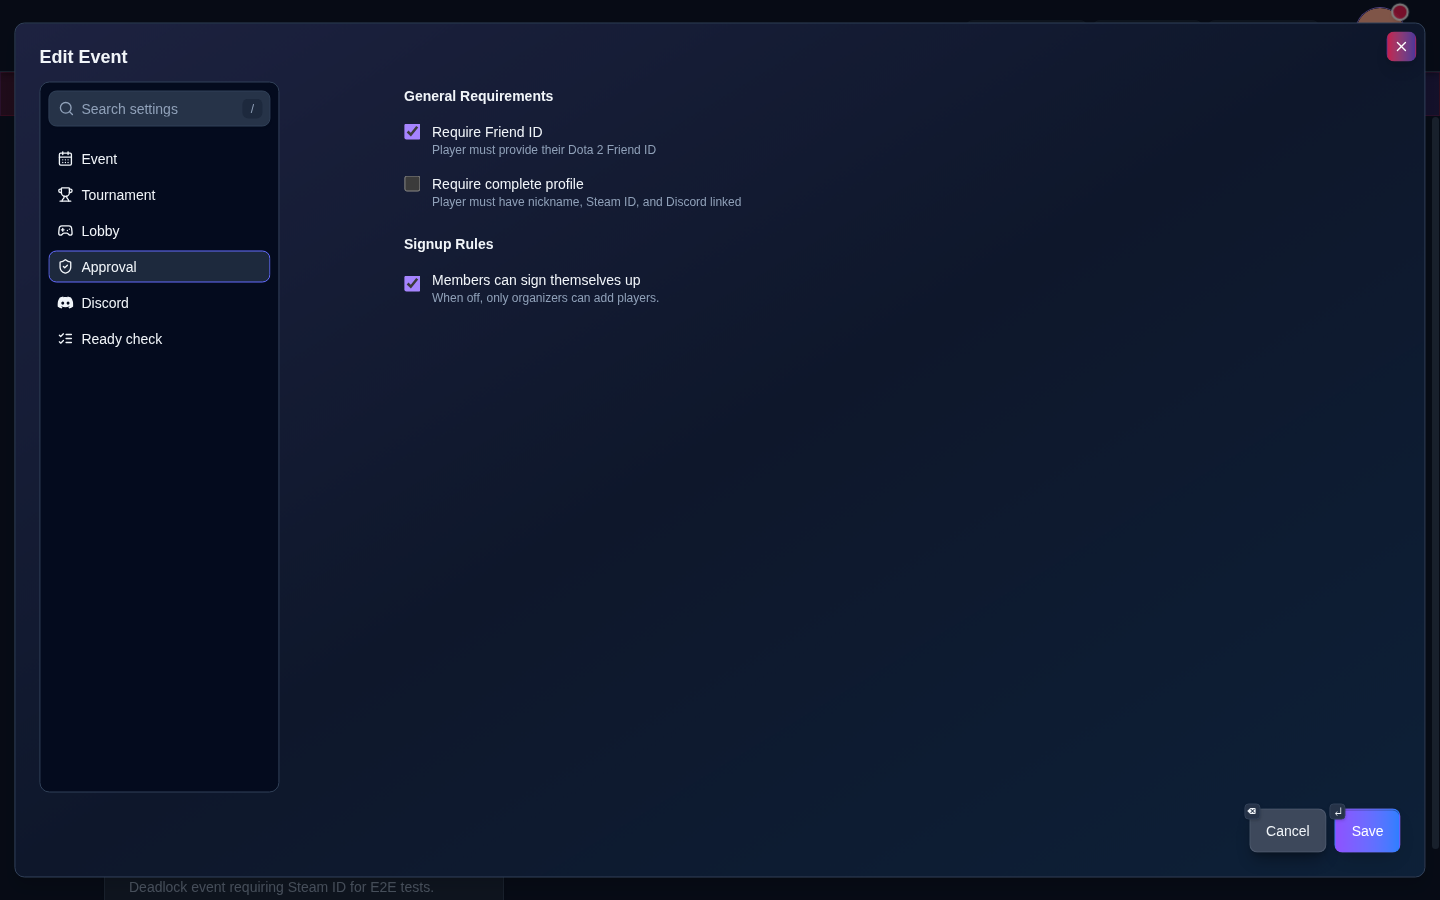 Edit Event
Search settings /
Event
Tournament
Lobby
Approval
Discord
Ready check
General Requirements
Require Friend ID
Player must provide their Dota 2 Friend ID
Require complete profile
Player must have nickname, Steam ID, and Discord linked
Signup Rules
Members can sign themselves up
When off, only organizers can add players.
Cancel
Save
Deadlock event requiring Steam ID for E2E tests.